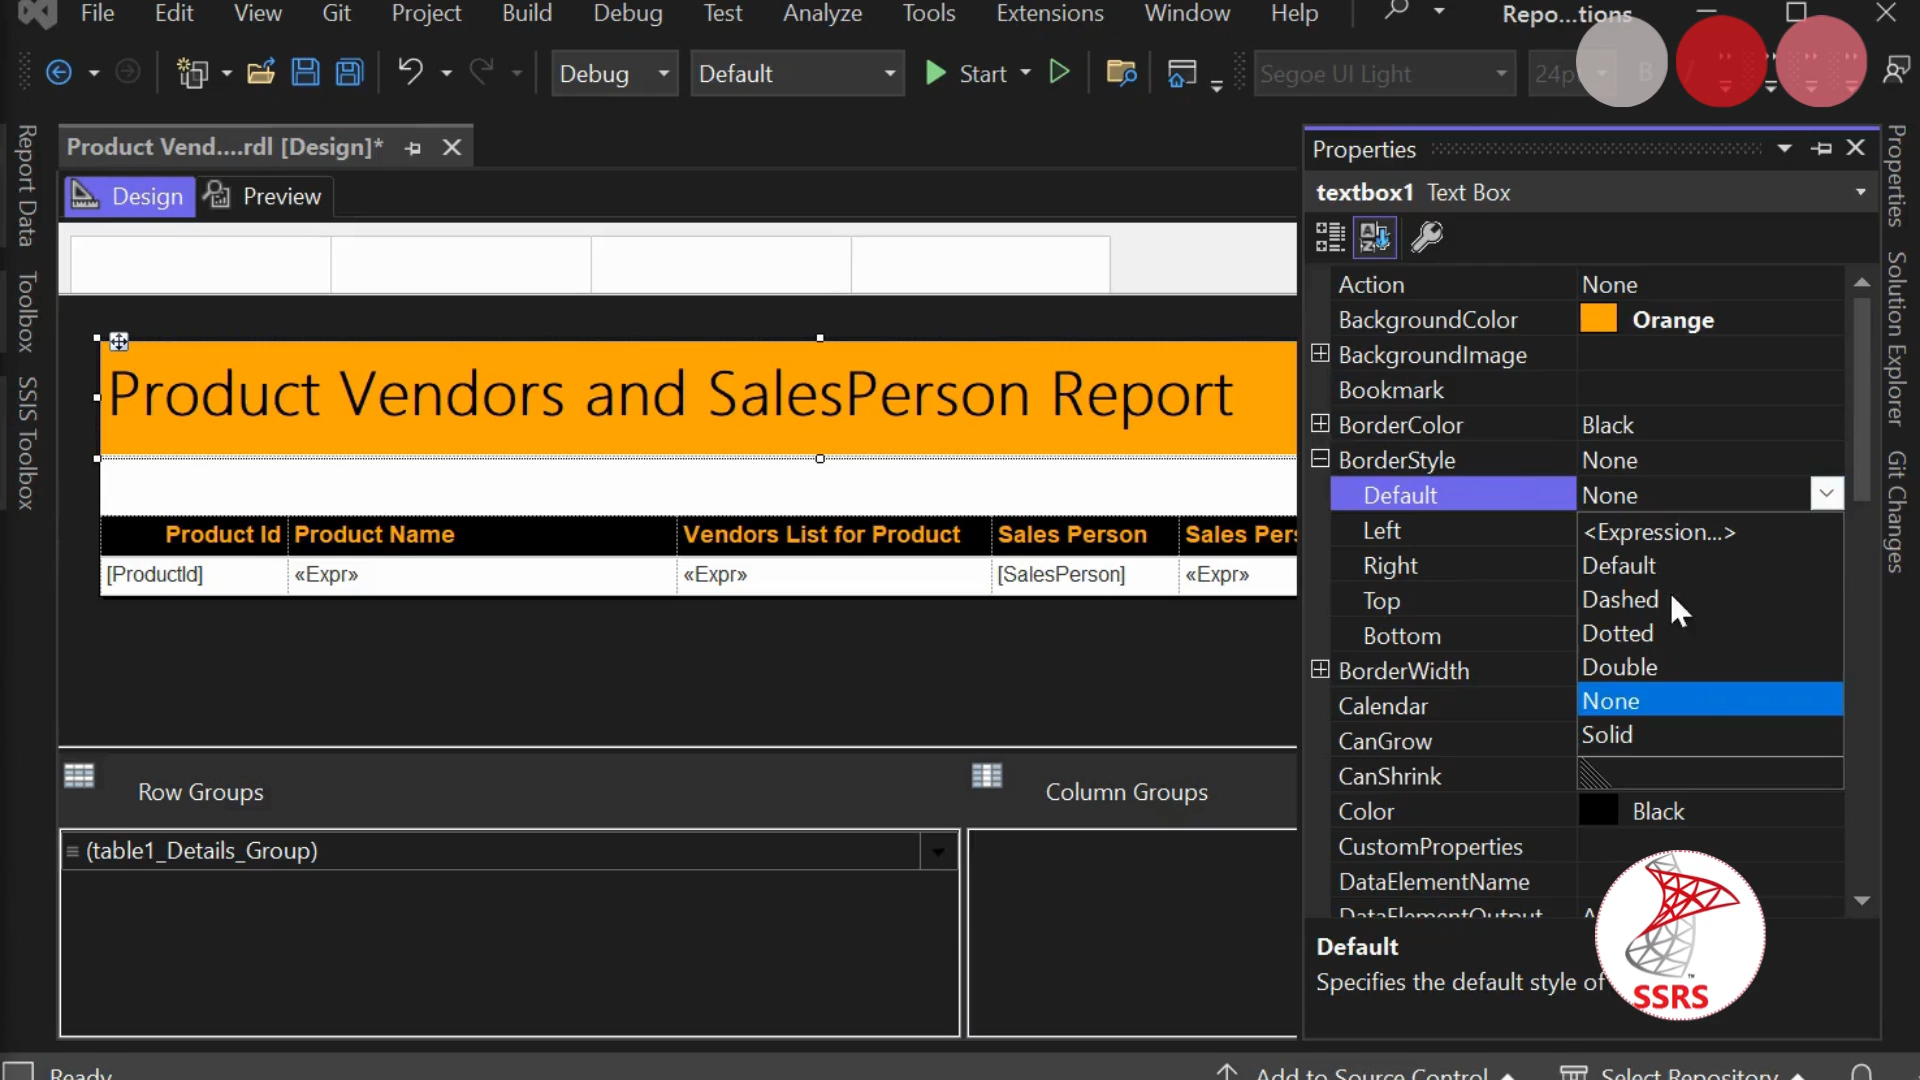 File Edit View Git Project Build Debug Test Analyze Tools Extensions Window Help Repo...tions
Debug Default Start Segoe UI Light 24p
Report Data
Toolbox
SSIS Toolbox
Product Vend....rdl [Design]*
Design Preview
Product Vendors and SalesPerson Report
Product Id Product Name Vendors List for Product Sales Person Sales Pers
[ProductId] «Expr» «Expr» [SalesPerson] «Expr»
Row Groups Column Groups
(table1_Details_Group)
Properties
textbox1 Text Box
Action None
BackgroundColor Orange
BackgroundImage
Bookmark
BorderColor Black
BorderStyle None
Default None
Left <Expression...>
Right Default
Top Dashed
Bottom Dotted
BorderWidth Double
Calendar None
CanGrow Solid
CanShrink
Color Black
CustomProperties
DataElementName
DataElementOutput A
Default
Specifies the default style of
SSRS
™
Properties
Solution Explorer
Git Changes
Ready Add to Source Control Select Repository